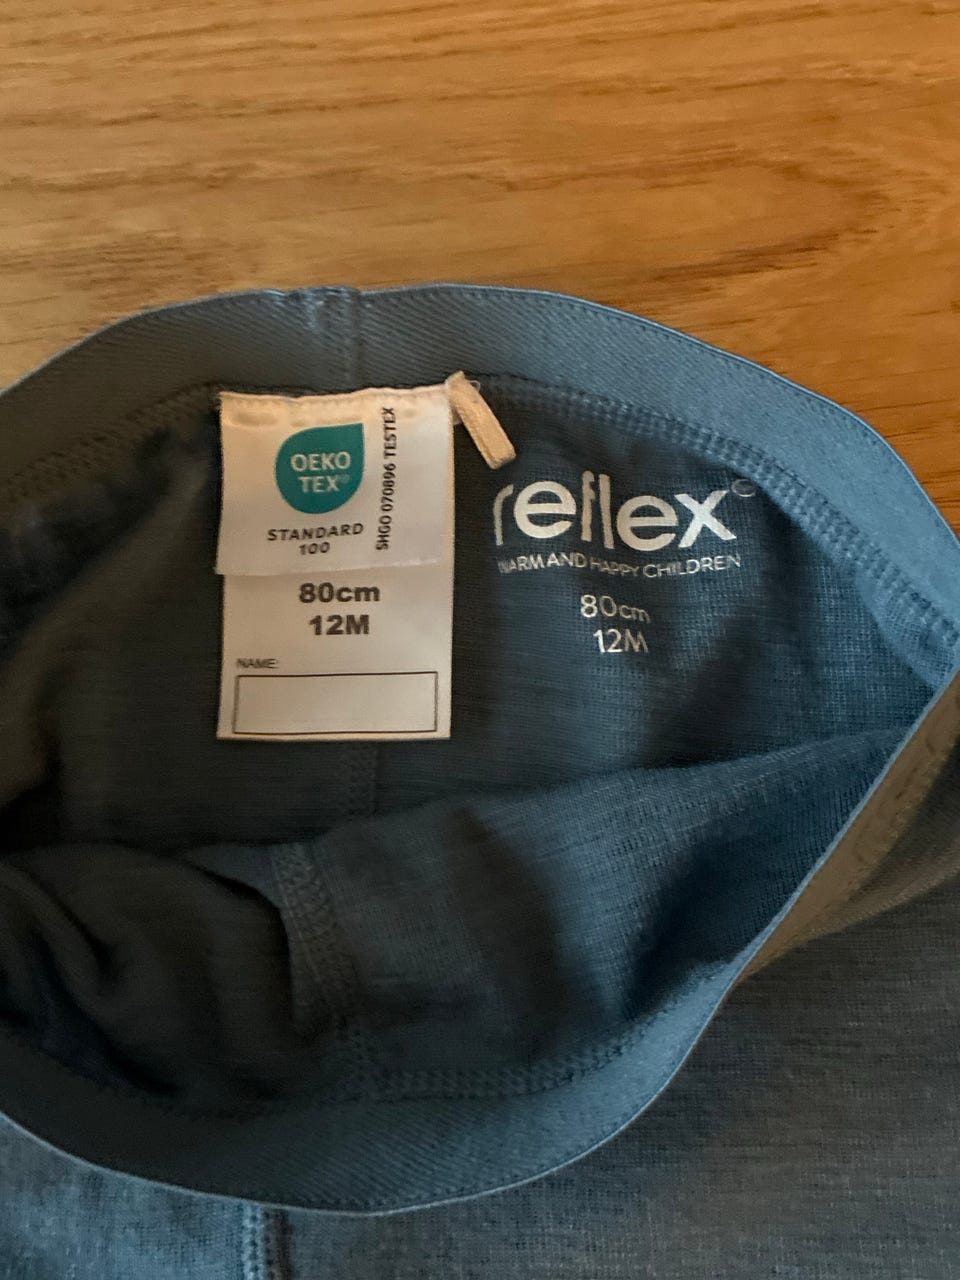 OEKO
TEX®
STANDARD
100
SHGO 070896 TESTEX
80cm
12M
NAME:
reflex®
WARM AND HAPPY CHILDREN
80cm
12M